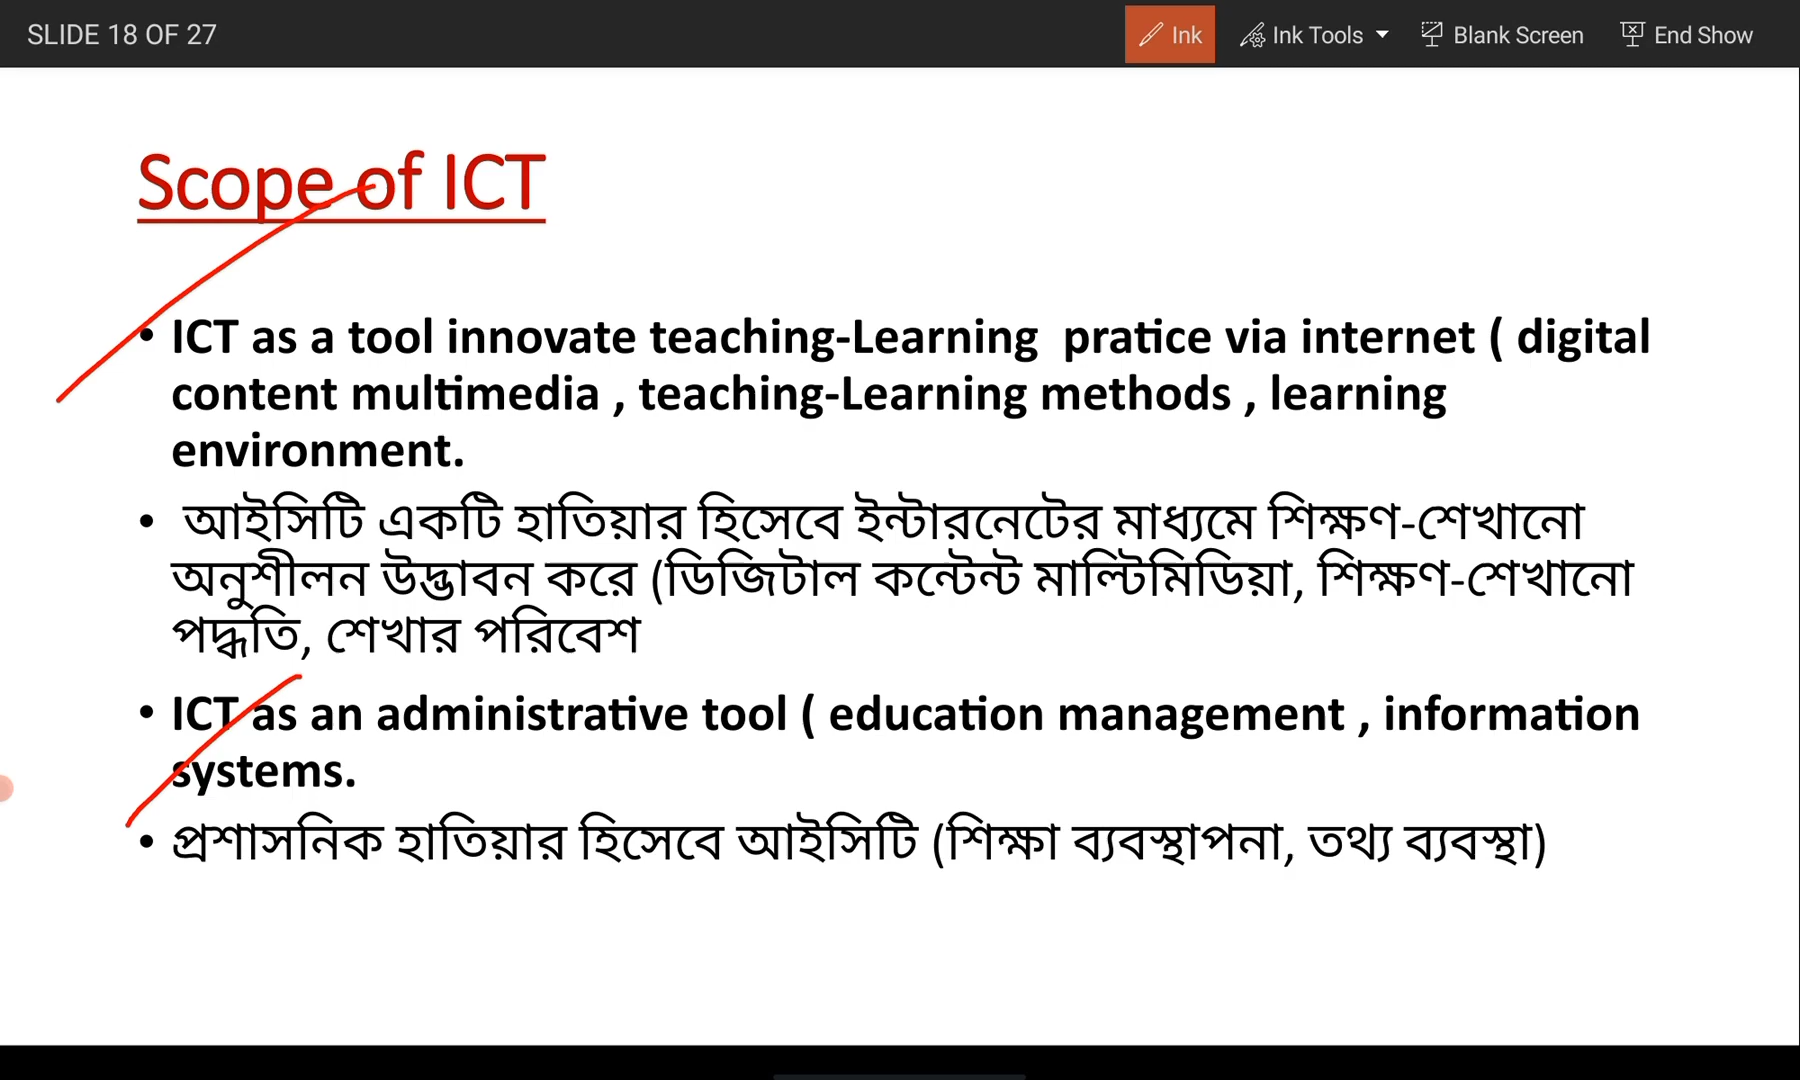 SLIDE 18 OF 27
Ink
Ink Tools
Blank Screen
End Show
Scope of ICT
• ICT as a tool innovate teaching-Learning  pratice via internet ( digital
content multimedia , teaching-Learning methods , learning
environment.
• আইসিটি একটি হাতিয়ার হিসেবে ইন্টারনেটের মাধ্যমে শিক্ষণ-শেখানো
অনুশীলন উদ্ভাবন করে (ডিজিটাল কন্টেন্ট মাল্টিমিডিয়া, শিক্ষণ-শেখানো
পদ্ধতি, শেখার পরিবেশ
• ICT as an administrative tool ( education management , information
systems.
• প্রশাসনিক হাতিয়ার হিসেবে আইসিটি (শিক্ষা ব্যবস্থাপনা, তথ্য ব্যবস্থা)